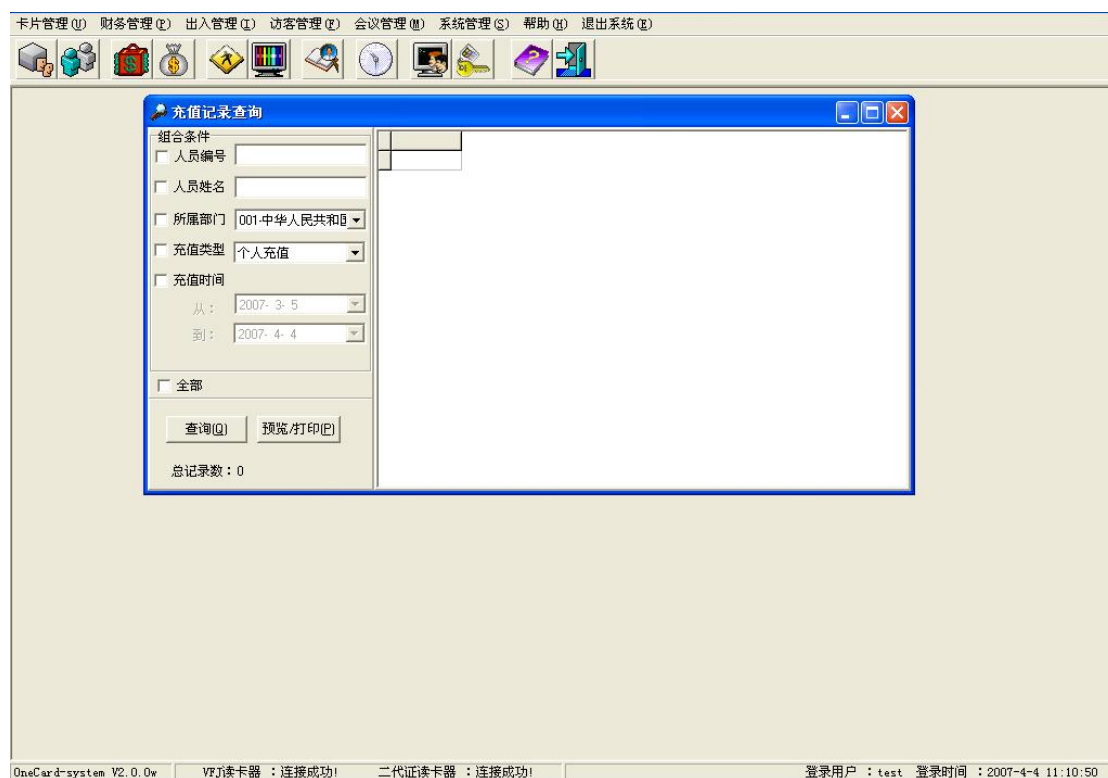 卡片管理(U) 财务管理(P) 出入管理(I) 访客管理(F) 会议管理(M) 系统管理(S) 帮助(H) 退出系统(E)
充值记录查询
组合条件
人员编号
人员姓名
所属部门 001-中华人民共和国
充值类型 个人充值
充值时间
从: 2007- 3- 5
到: 2007- 4- 4
全部
查询(Q) 预览/打印(P)
总记录数:0
OneCard-system V2.0.0w VFJ读卡器 :连接成功! 二代证读卡器 :连接成功! 登录用户 :test 登录时间 :2007-4-4 11:10:50